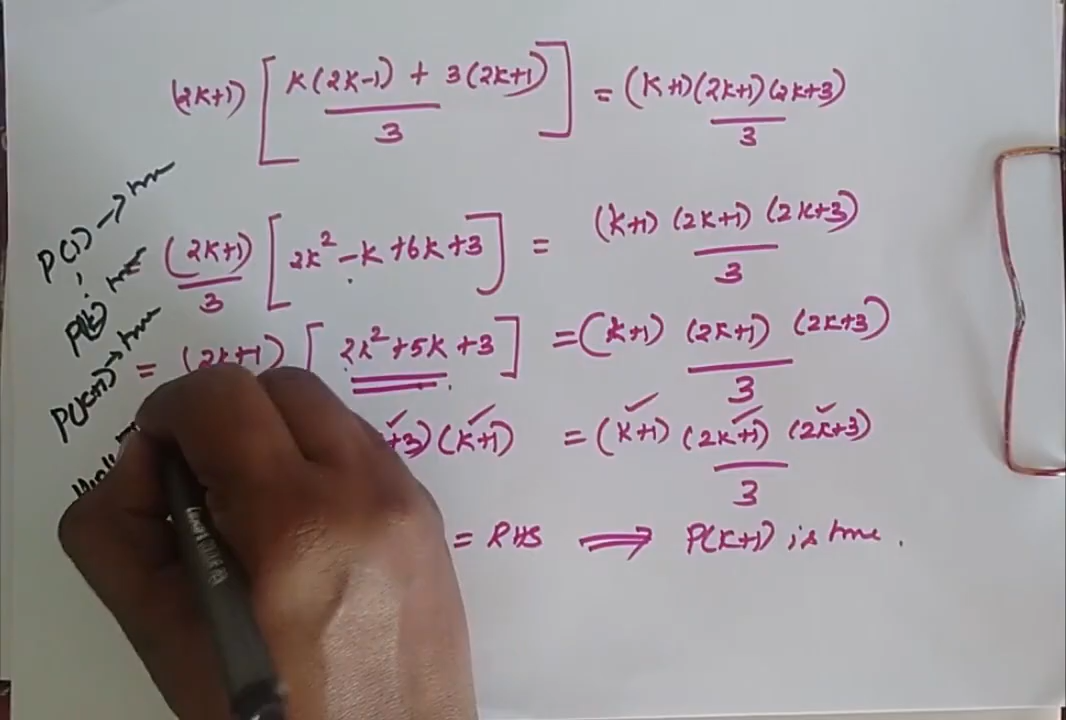 (2k+1) [ k(2k-1) + 3(2k+1) / 3 ] = (k+1)(2k+1)(2k+3) / 3
(2k+1) / 3 [ 2k² - k + 6k + 3 ] = (k+1) (2k+1) (2k+3) / 3
= (2k+1) [ 2k² + 5k + 3 ] = (k+1) (2k+1) (2k+3) / 3
+3) (k+1) = (k+1) (2k+1) (2k+3) / 3
= RHS ⟹ P(k+1) is true.
P(1) → true
P(k) true
P(k+1) → true